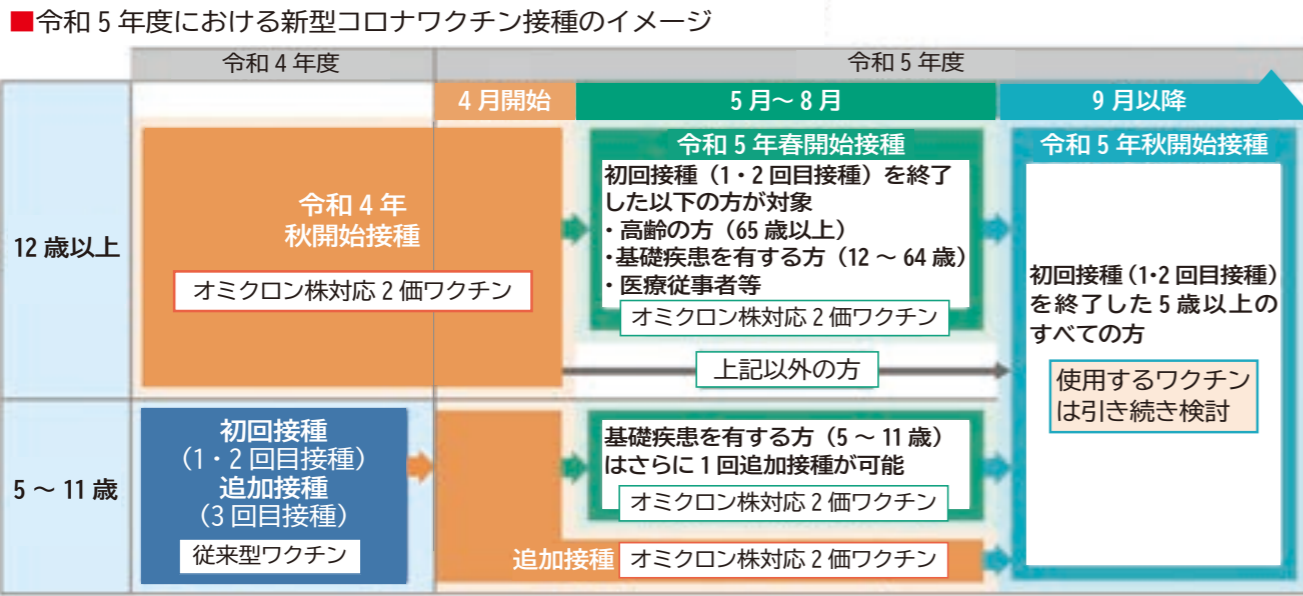 ■令和5年度における新型コロナワクチン接種のイメージ
令和4年度
令和5年度
4月開始
5月～8月
9月以降
12歳以上
令和4年
秋開始接種
オミクロン株対応2価ワクチン
令和5年春開始接種
初回接種（1・2回目接種）を終了
した以下の方が対象
・高齢の方（65歳以上）
・基礎疾患を有する方（12～64歳）
・医療従事者等
オミクロン株対応2価ワクチン
上記以外の方
令和5年秋開始接種
初回接種（1・2回目接種）
を終了した5歳以上の
すべての方
使用するワクチン
は引き続き検討
5～11歳
初回接種
（1・2回目接種）
追加接種
（3回目接種）
従来型ワクチン
基礎疾患を有する方（5～11歳）
はさらに1回追加接種が可能
オミクロン株対応2価ワクチン
追加接種 オミクロン株対応2価ワクチン